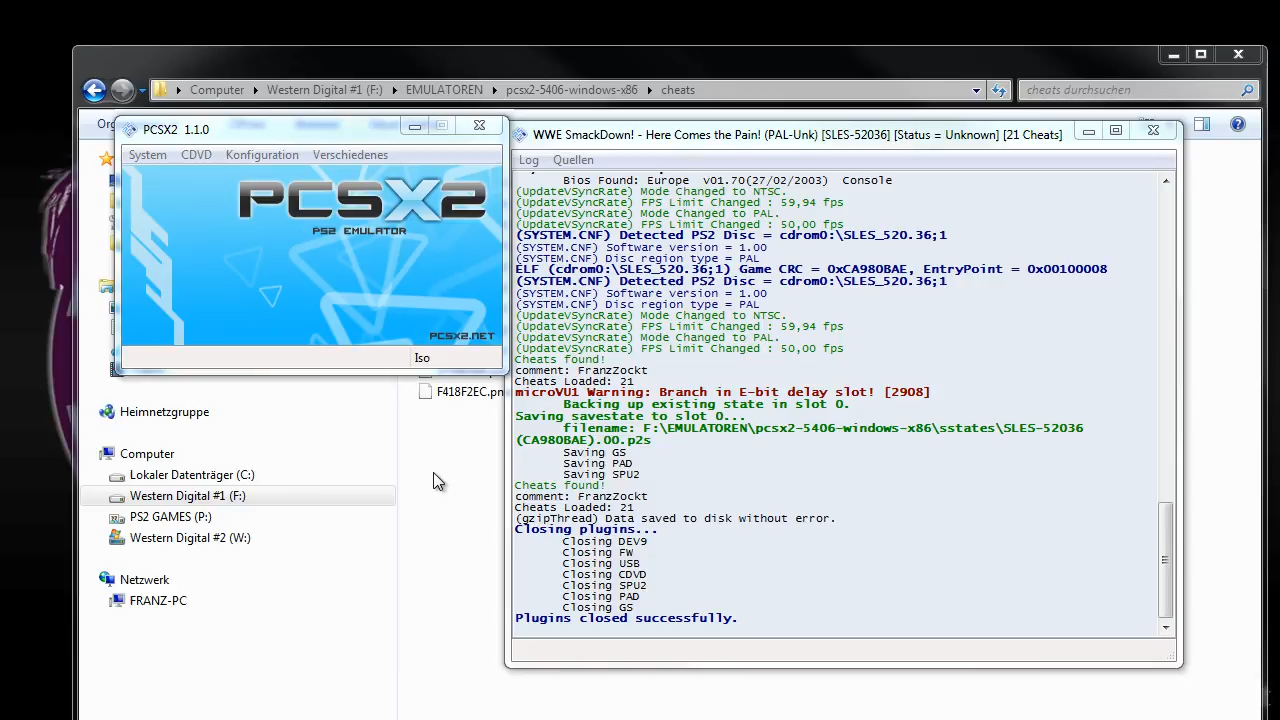 Computer Western Digital #1 (F:) EMULATOREN pcsx2-5406-windows-x86 cheats
cheats durchsuchen
PCSX2 1.1.0
System CDVD Konfiguration Verschiedenes
PCSX2
PS2 EMULATOR
PCSX2.NET
Iso
F418F2EC.pn
Heimnetzgruppe
Computer
Lokaler Datenträger (C:)
Western Digital #1 (F:)
PS2 GAMES (P:)
Western Digital #2 (W:)
Netzwerk
FRANZ-PC
WWE SmackDown! - Here Comes the Pain! (PAL-Unk) [SLES-52036] [Status = Unknown] [21 Cheats]
Log Quellen
Bios Found: Europe v01.70(27/02/2003) Console
(UpdateVSyncRate) Mode Changed to NTSC.
(UpdateVSyncRate) FPS Limit Changed : 59,94 fps
(UpdateVSyncRate) Mode Changed to PAL.
(UpdateVSyncRate) FPS Limit Changed : 50,00 fps
(SYSTEM.CNF) Detected PS2 Disc = cdrom0:\SLES_520.36;1
(SYSTEM.CNF) Software version = 1.00
(SYSTEM.CNF) Disc region type = PAL
ELF (cdrom0:\SLES_520.36;1) Game CRC = 0xCA980BAE, EntryPoint = 0x00100008
(SYSTEM.CNF) Detected PS2 Disc = cdrom0:\SLES_520.36;1
(SYSTEM.CNF) Software version = 1.00
(SYSTEM.CNF) Disc region type = PAL
(UpdateVSyncRate) Mode Changed to NTSC.
(UpdateVSyncRate) FPS Limit Changed : 59,94 fps
(UpdateVSyncRate) Mode Changed to PAL.
(UpdateVSyncRate) FPS Limit Changed : 50,00 fps
Cheats found!
comment: FranzZockt
Cheats Loaded: 21
microVU1 Warning: Branch in E-bit delay slot! [2908]
Backing up existing state in slot 0.
Saving savestate to slot 0...
filename: F:\EMULATOREN\pcsx2-5406-windows-x86\sstates\SLES-52036
(CA980BAE).00.p2s
Saving GS
Saving PAD
Saving SPU2
Cheats found!
comment: FranzZockt
Cheats Loaded: 21
(gzipThread) Data saved to disk without error.
Closing plugins...
Closing DEV9
Closing FW
Closing USB
Closing CDVD
Closing SPU2
Closing PAD
Closing GS
Plugins closed successfully.